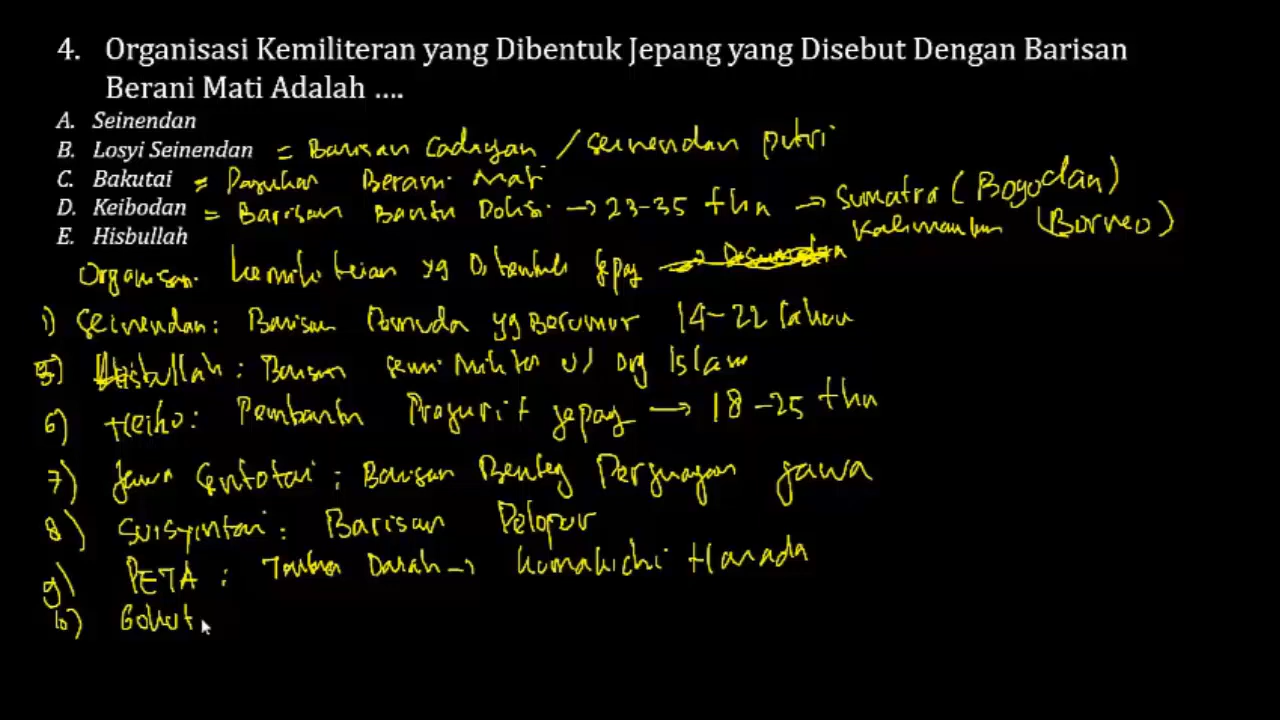 4. Organisasi Kemiliteran yang Dibentuk Jepang yang Disebut Dengan Barisan
Berani Mati Adalah ....
A. Seinendan
B. Losyi Seinendan = Barisan Cadangan / Seinendan putri
C. Bakutai = Pasukan Berani Mati
D. Keibodan = Barisan Bantu Polisi → 23-35 thn → Sumatra (Bogodan)
Kalimantan (Borneo)
E. Hisbullah
Organisasi kemiliteran yg Dibentuk Jepang →
1) Seinendan : Barisan Pemuda yg Berumur 14-22 tahun
5) Hisbullah : Barisan semi militer u/ org Islam
6) Heiho : Pembantu Prajurit Jepang → 18-25 thn
7) Jawa Sentotai : Barisan Benteng Perjuangan Jawa
8) Suisyintai : Barisan Pelopor
9) PETA : Darah → Kumakichi Harada
10) Gokut